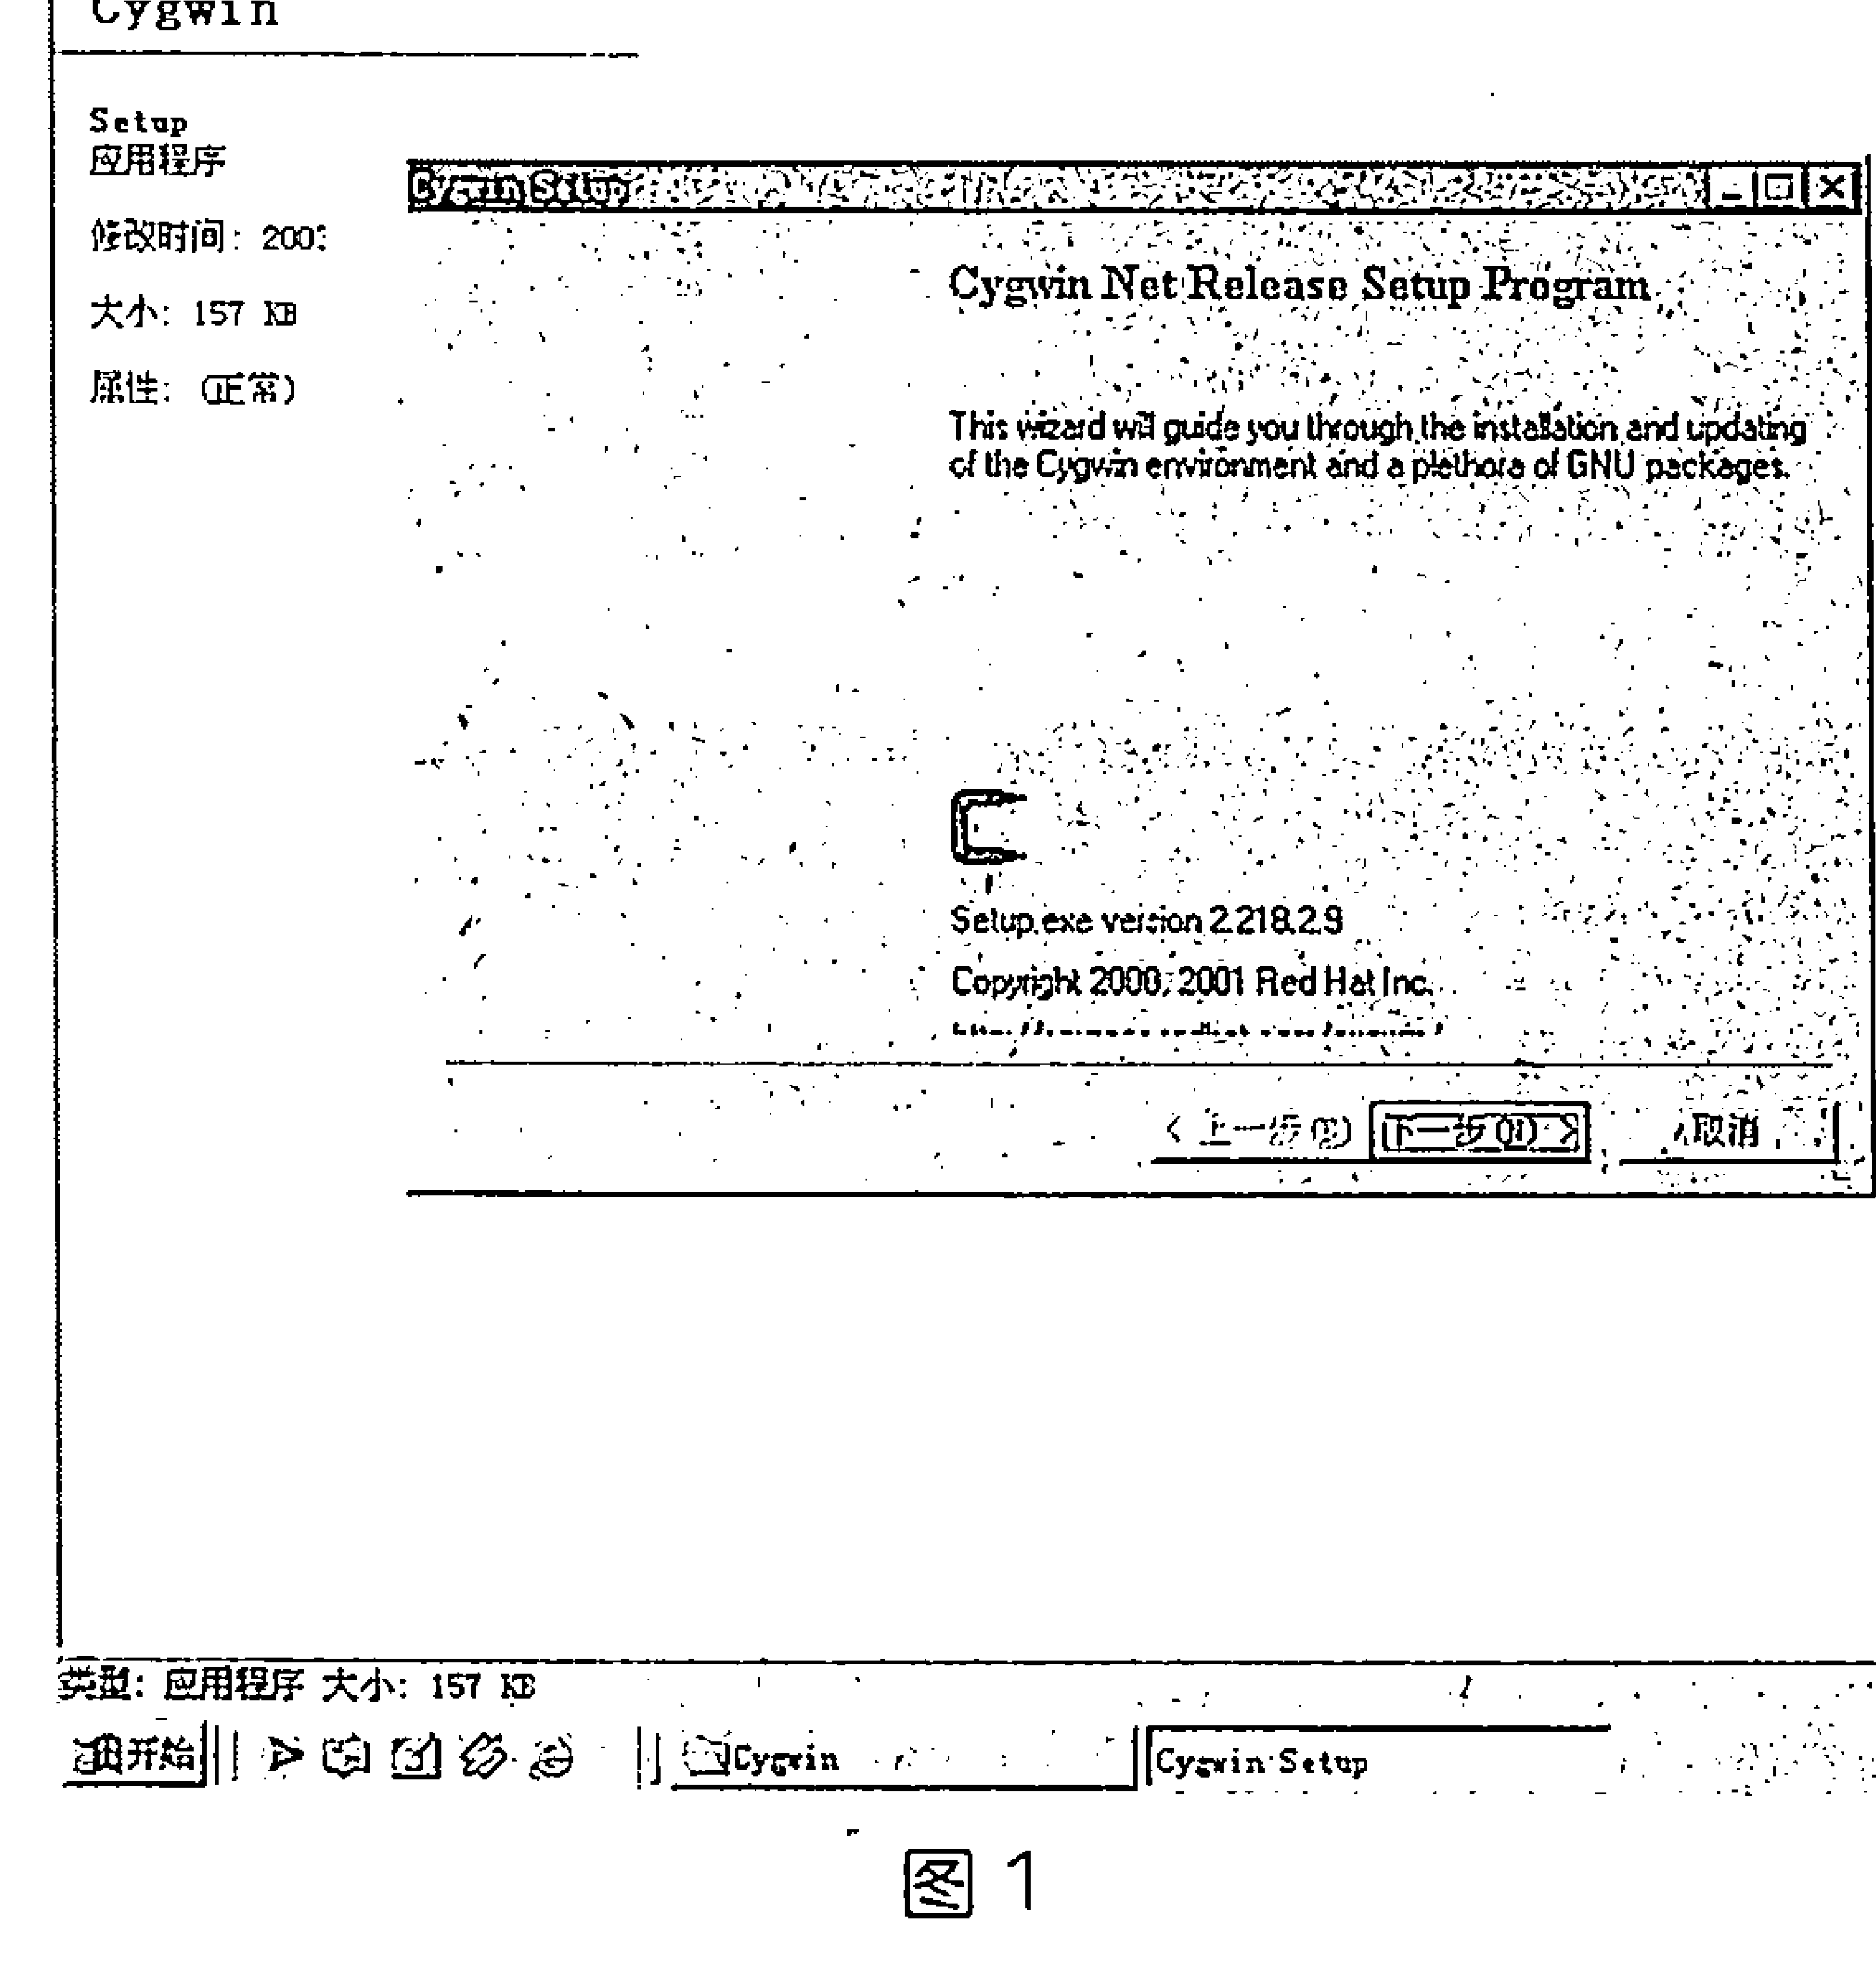 Cygwin
Setup
应用程序
修改时间: 200
大小: 157 KB
属性: (正常)
Cygwin Setup
Cygwin Net Release Setup Program
This wizard will guide you through the installation and updating
of the Cygwin environment and a plethora of GNU packages.
Setup.exe version 2.218.2.9
Copyright 2000, 2001 Red Hat Inc.
< 上一步(B) 下一步(N) > 取消
类型: 应用程序 大小: 157 KB
开始 Cygwin Cygwin Setup
图 1